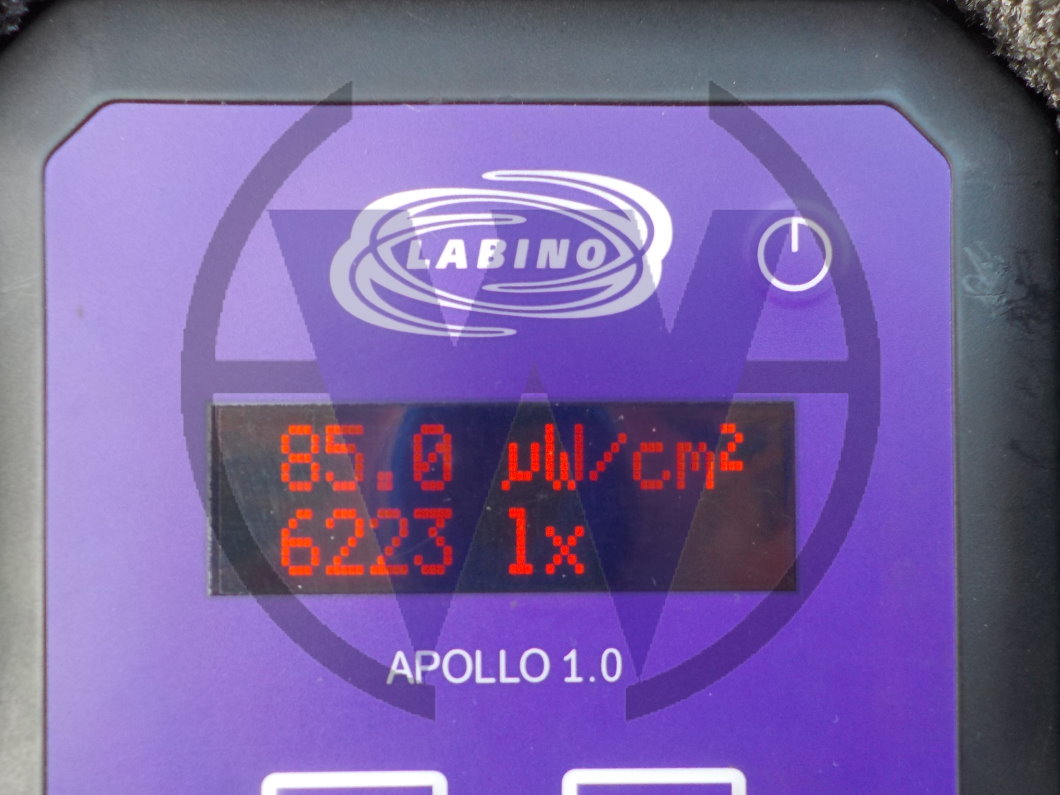 LABINO
85.0 µW/cm²
6223 lx
APOLLO 1.0